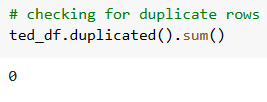 # checking for duplicate rows
ted_df.duplicated().sum()
0